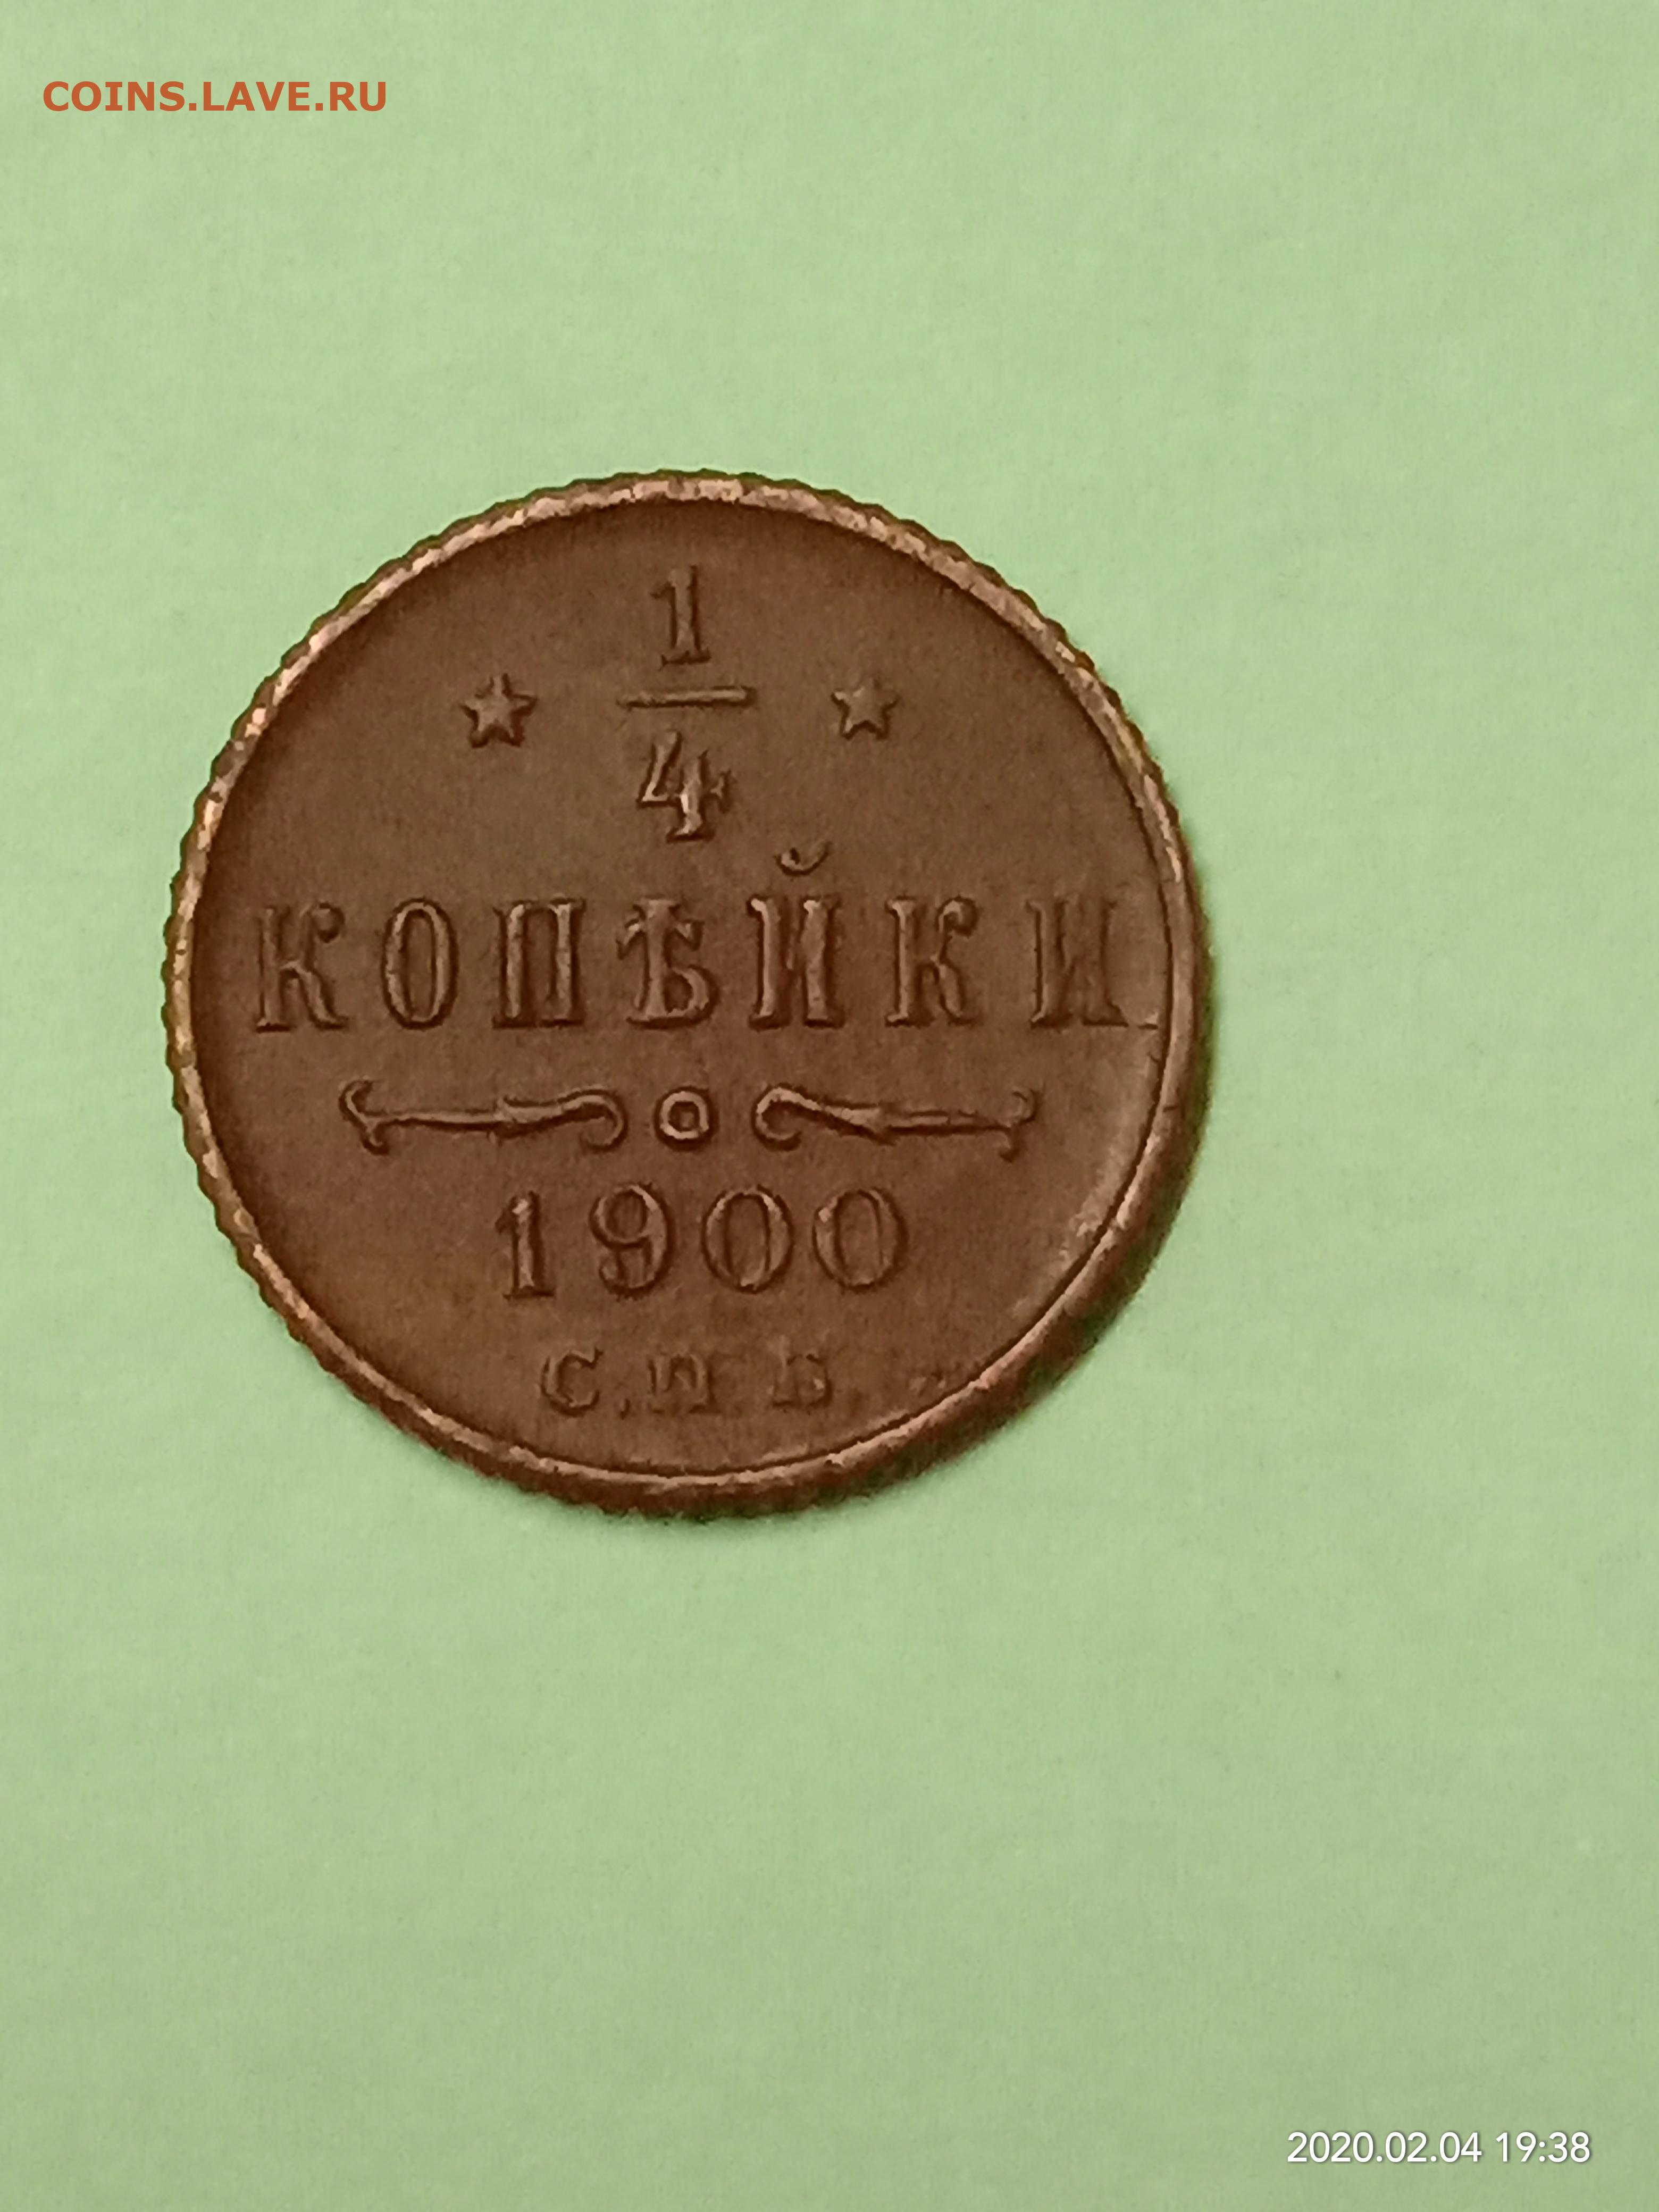 COINS.LAVE.RU
1
4
КОПѢЙКИ
1900
С.П.Б.
2020.02.04 19:38